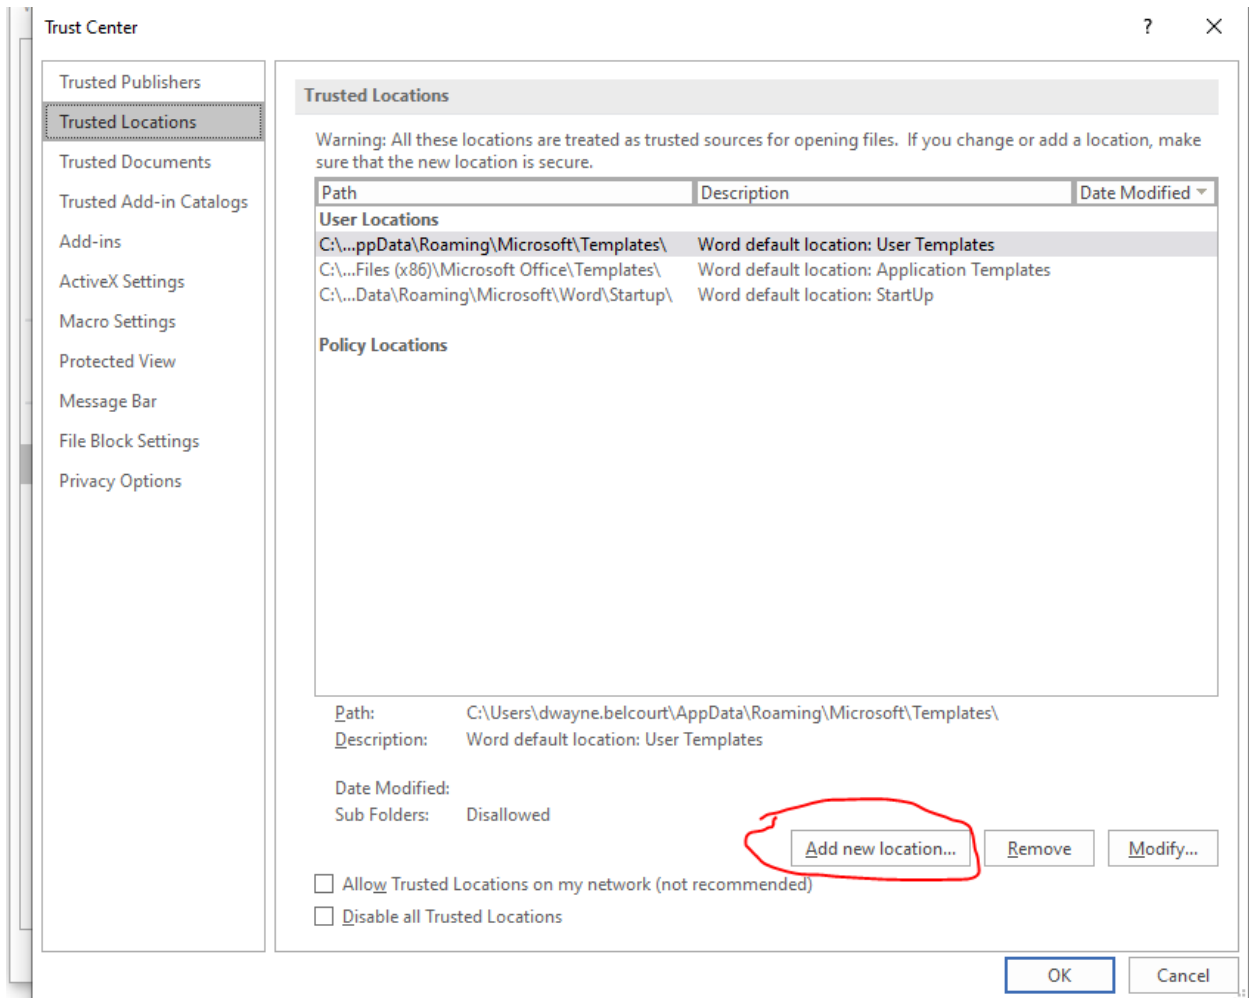 Trust Center
?
Trusted Publishers
Trusted Locations
Trusted Documents
Trusted Add-in Catalogs
Add-ins
ActiveX Settings
Macro Settings
Protected View
Message Bar
File Block Settings
Privacy Options
Trusted Locations
Warning: All these locations are treated as trusted sources for opening files.  If you change or add a location, make
sure that the new location is secure.
Path Description Date Modified
User Locations
C:\...ppData\Roaming\Microsoft\Templates\ Word default location: User Templates
C:\...Files (x86)\Microsoft Office\Templates\ Word default location: Application Templates
C:\...Data\Roaming\Microsoft\Word\Startup\ Word default location: StartUp
Policy Locations
Path: C:\Users\dwayne.belcourt\AppData\Roaming\Microsoft\Templates\
Description: Word default location: User Templates
Date Modified:
Sub Folders: Disallowed
Add new location... Remove Modify...
Allow Trusted Locations on my network (not recommended)
Disable all Trusted Locations
OK Cancel